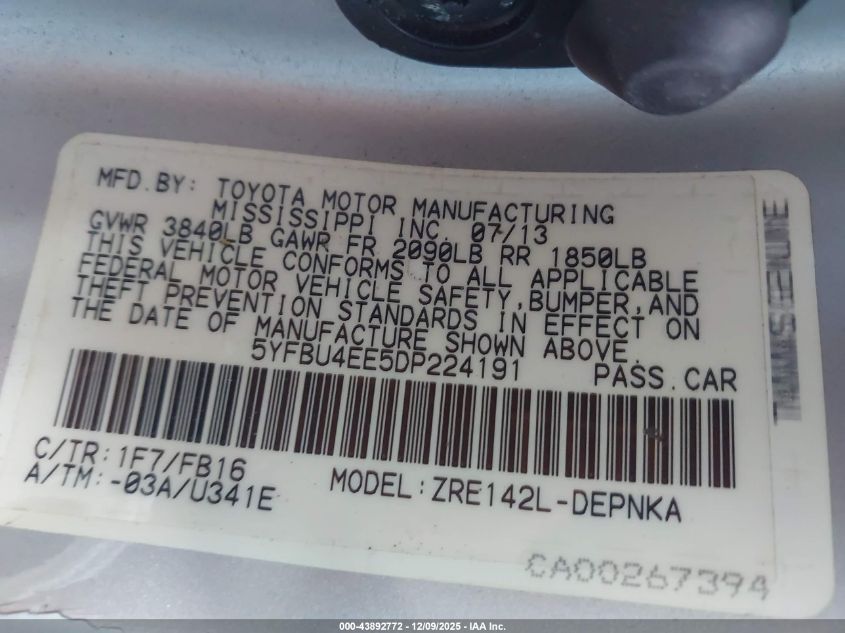 MFD.BY: TOYOTA MOTOR MANUFACTURING
MISSISSIPPI INC. 07/13
GVWR 3840LB GAWR FR 2090LB RR 1850LB
THIS VEHICLE CONFORMS TO ALL APPLICABLE
FEDERAL MOTOR VEHICLE SAFETY,BUMPER,AND
THEFT PREVENTION STANDARDS IN EFFECT ON
THE DATE OF MANUFACTURE SHOWN ABOVE.
5YFBU4EE5DP224191 PASS.CAR
C/TR:1F7/FB16
A/TM:-03A/U341E MODEL:ZRE142L-DEPNKA
CA00267394
000-43892772 - 12/09/2025 - IAA Inc.